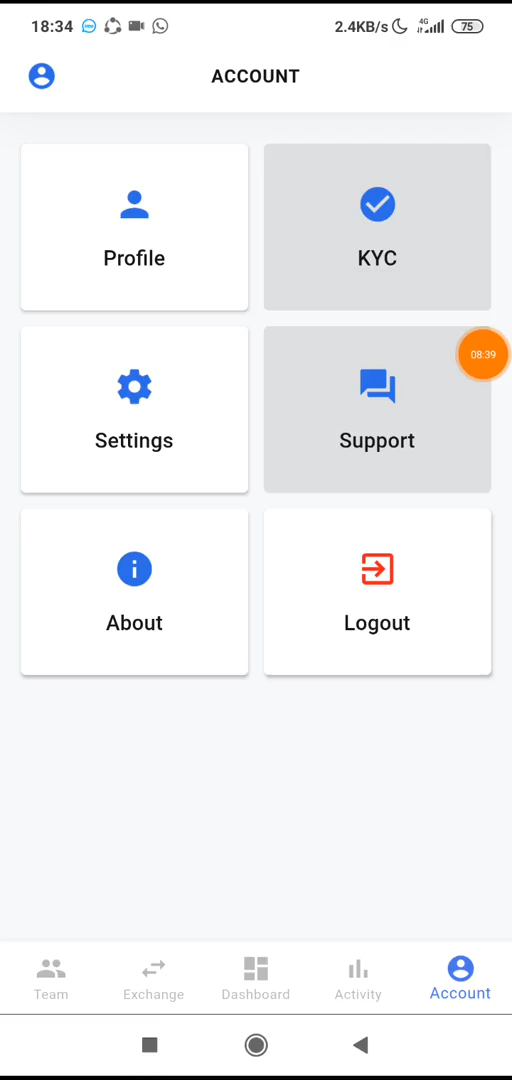 18:34 2.4KB/s 4G 75
ACCOUNT
Profile
KYC
08:39
Settings
Support
About
Logout
Team
Exchange
Dashboard
Activity
Account